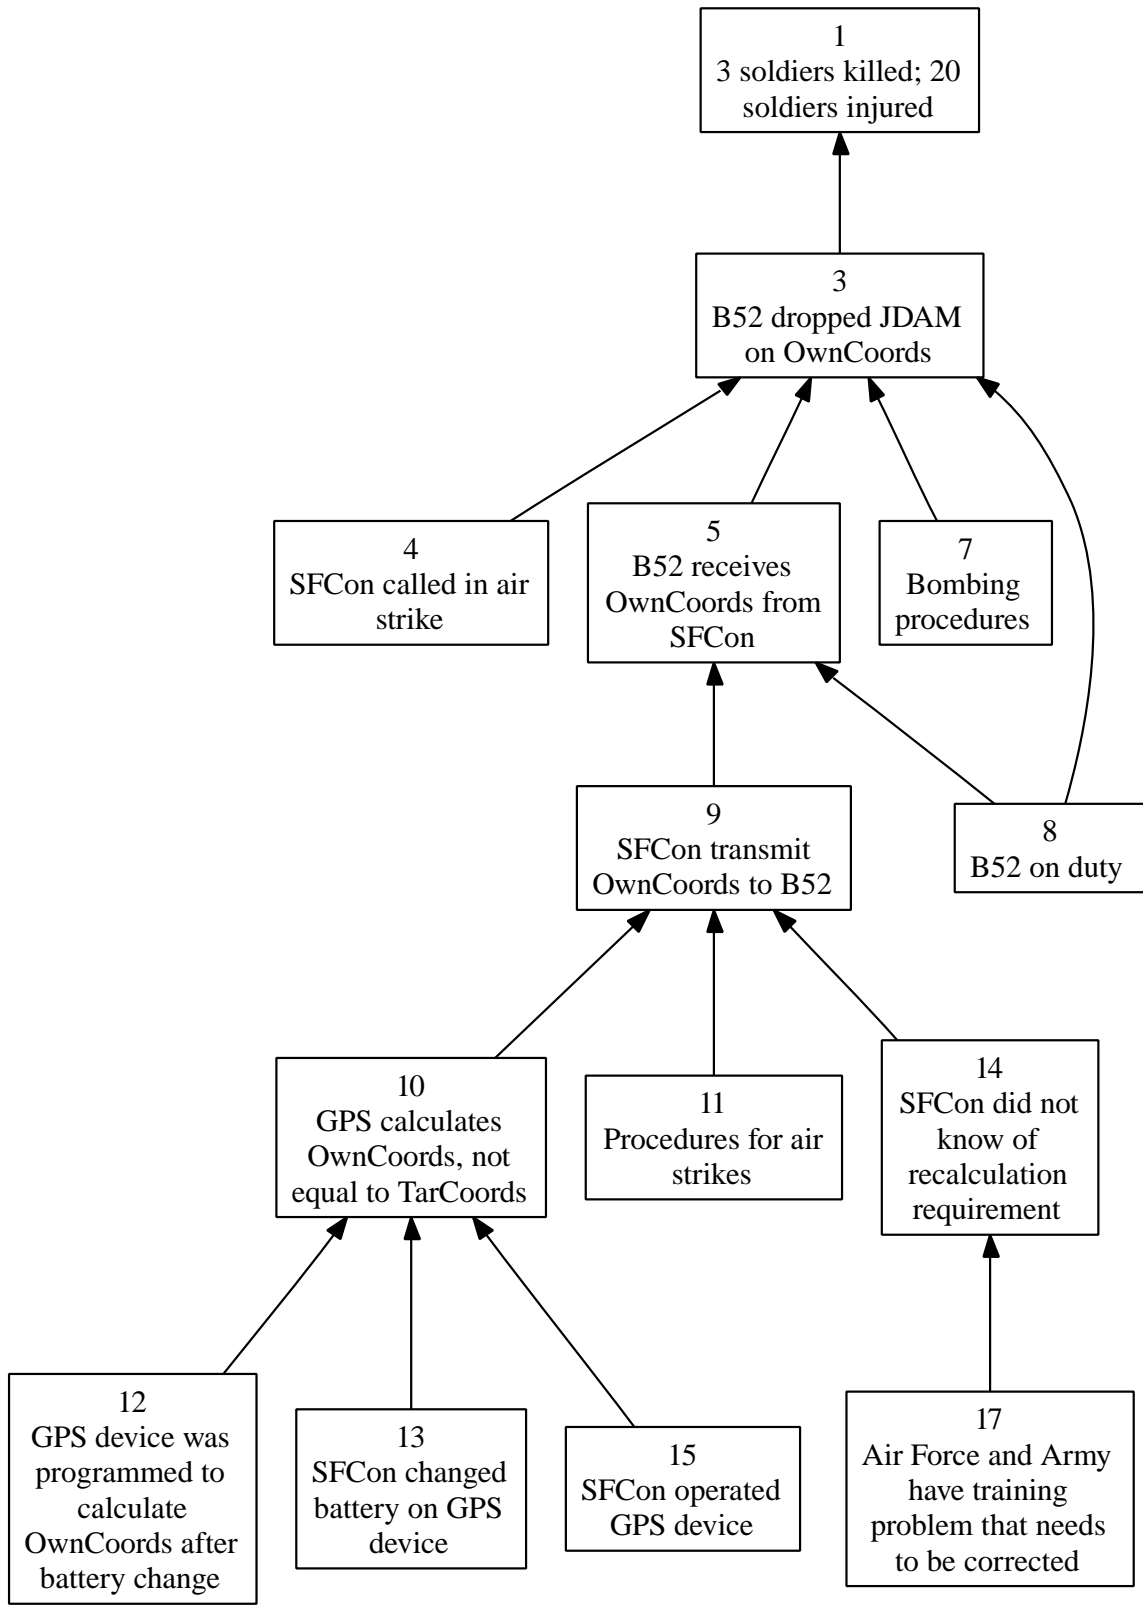 1
3 soldiers killed; 20
soldiers injured
3
B52 dropped JDAM
on OwnCoords
4
SFCon called in air
strike
5
B52 receives
OwnCoords from
SFCon
7
Bombing
procedures
9
SFCon transmit
OwnCoords to B52
8
B52 on duty
10
GPS calculates
OwnCoords, not
equal to TarCoords
11
Procedures for air
strikes
14
SFCon did not
know of
recalculation
requirement
12
GPS device was
programmed to
calculate
OwnCoords after
battery change
13
SFCon changed
battery on GPS
device
15
SFCon operated
GPS device
17
Air Force and Army
have training
problem that needs
to be corrected